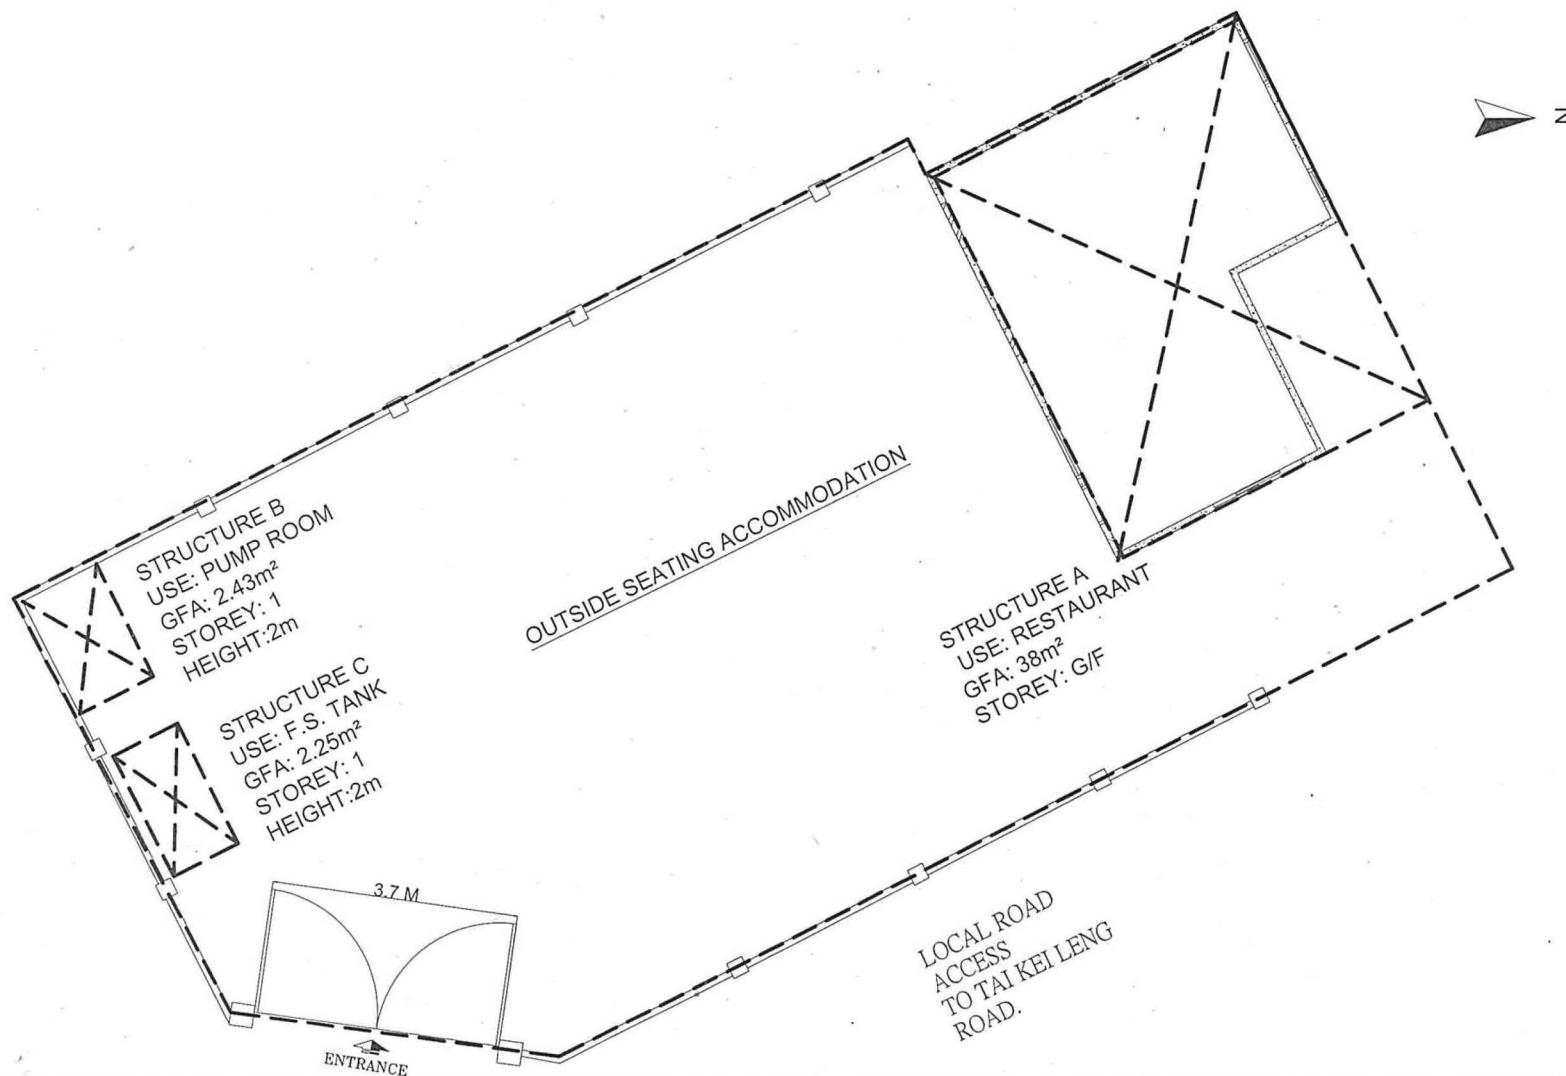 N
STRUCTURE B
USE: PUMP ROOM
GFA: 2.43m²
STOREY: 1
HEIGHT:2m
STRUCTURE C
USE: F.S. TANK
GFA: 2.25m²
STOREY: 1
HEIGHT:2m
OUTSIDE SEATING ACCOMMODATION
STRUCTURE A
USE: RESTAURANT
GFA: 38m²
STOREY: G/F
3.7 M
ENTRANCE
LOCAL ROAD
ACCESS
TO TAI KEI LENG
ROAD.